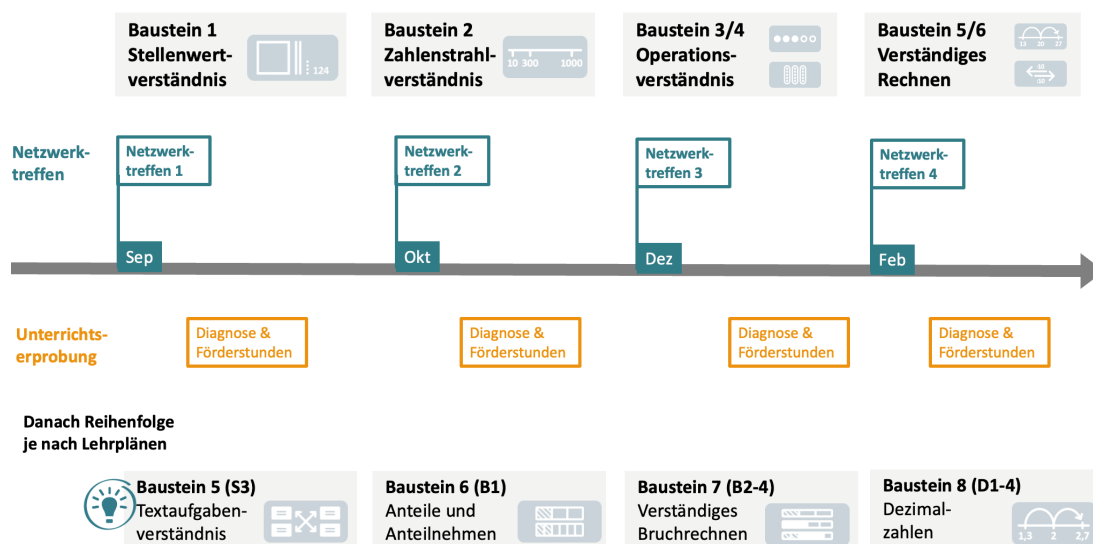 Baustein 1
Stellenwert-
verständnis
124
Baustein 2
Zahlenstrahl-
verständnis
10 300 1000
Baustein 3/4
Operations-
verständnis
Baustein 5/6
Verständiges
Rechnen
13 20 27
Netzwerk-
treffen
Netzwerk-
treffen 1
Netzwerk-
treffen 2
Netzwerk-
treffen 3
Netzwerk-
treffen 4
Sep
Okt
Dez
Feb
Unterrichts-
erprobung
Diagnose &
Förderstunden
Diagnose &
Förderstunden
Diagnose &
Förderstunden
Diagnose &
Förderstunden
Danach Reihenfolge
je nach Lehrplänen
Baustein 5 (S3)
Textaufgaben-
verständnis
Baustein 6 (B1)
Anteile und
Anteilnehmen
Baustein 7 (B2-4)
Verständiges
Bruchrechnen
Baustein 8 (D1-4)
Dezimal-
zahlen
1,3 2 2,7